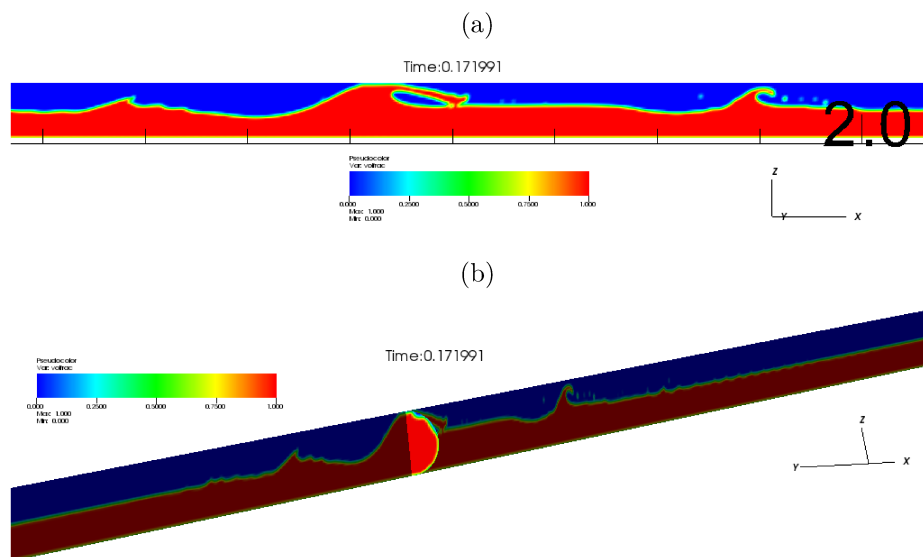 (a)
Time:0.171991
2.0
Pseudocolor
Var: volfrac
0.000 0.2500 0.5000 0.7500 1.000
Max: 1.000
Min: 0.000
Z
Y X
(b)
Pseudocolor
Var: volfrac
Time:0.171991
0.000 0.2500 0.5000 0.7500 1.000
Max: 1.000
Min: 0.000
Z
Y X